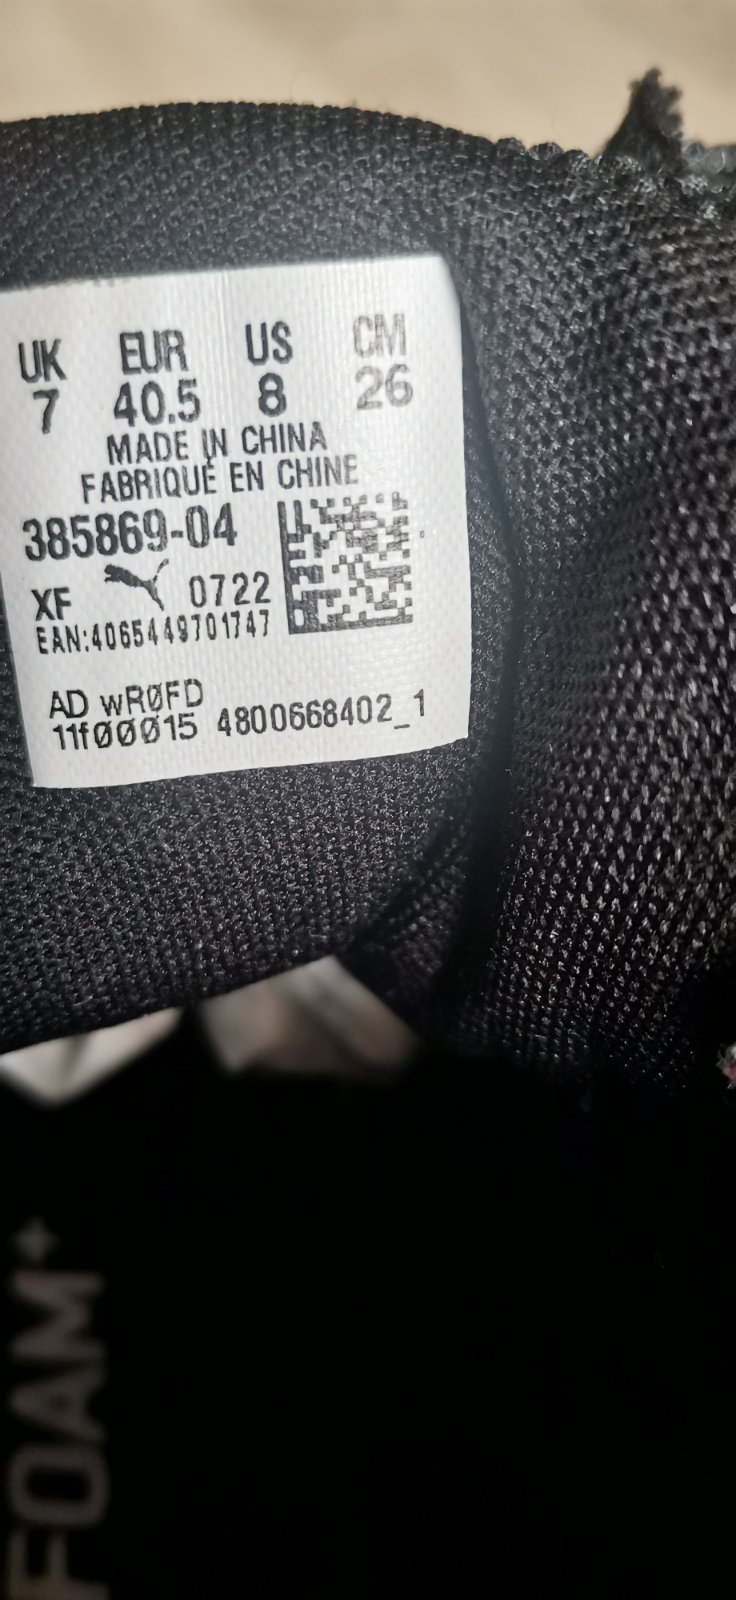 UK EUR US CM
7 40.5 8 26
MADE IN CHINA
FABRIQUÉ EN CHINE
385869-04
XF 0722
EAN:4065449701747
AD wRØFD
11fØØØ15 4800668402_1
FOAM+